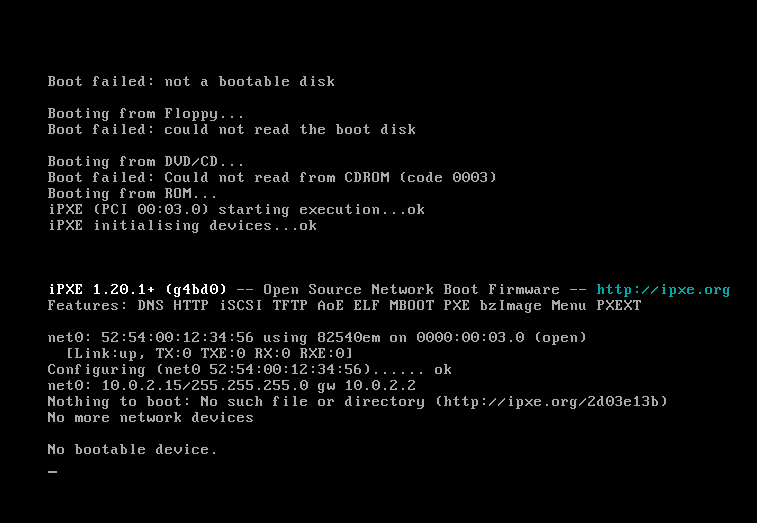 Boot failed: not a bootable disk
Booting from Floppy...
Boot failed: could not read the boot disk
Booting from DVD/CD...
Boot failed: Could not read from CDROM (code 0003)
Booting from ROM...
iPXE (PCI 00:03.0) starting execution...ok
iPXE initialising devices...ok
iPXE 1.20.1+ (g4bd0) -- Open Source Network Boot Firmware -- http://ipxe.org
Features: DNS HTTP iSCSI TFTP AoE ELF MBOOT PXE bzImage Menu PXEXT
net0: 52:54:00:12:34:56 using 82540em on 0000:00:03.0 (open)
[Link:up, TX:0 TXE:0 RX:0 RXE:0]
Configuring (net0 52:54:00:12:34:56)...... ok
net0: 10.0.2.15/255.255.255.0 gw 10.0.2.2
Nothing to boot: No such file or directory (http://ipxe.org/2d03e13b)
No more network devices
No bootable device.